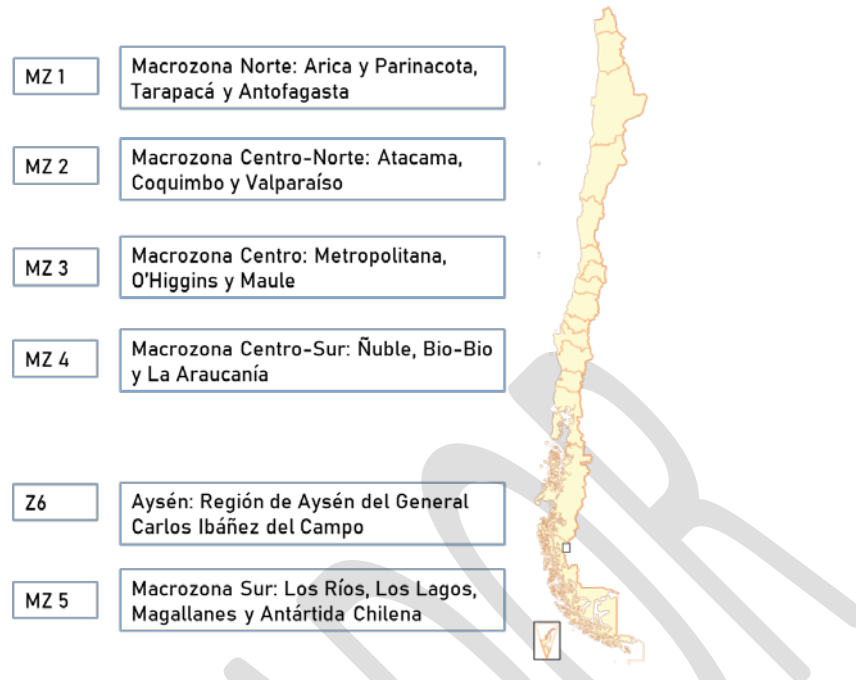 MZ 1
Macrozona Norte: Arica y Parinacota,
Tarapacá y Antofagasta
MZ 2
Macrozona Centro-Norte: Atacama,
Coquimbo y Valparaíso
MZ 3
Macrozona Centro: Metropolitana,
O'Higgins y Maule
MZ 4
Macrozona Centro-Sur: Ñuble, Bio-Bio
y La Araucanía
Z6
Aysén: Región de Aysén del General
Carlos Ibáñez del Campo
MZ 5
Macrozona Sur: Los Ríos, Los Lagos,
Magallanes y Antártida Chilena